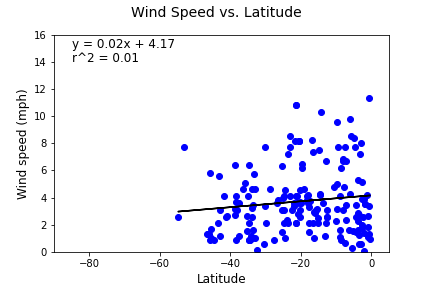 Wind Speed vs. Latitude
y = 0.02x + 4.17
r^2 = 0.01
16
14
12
10
8
6
4
2
0
Wind speed (mph)
−80 −60 −40 −20 0
Latitude